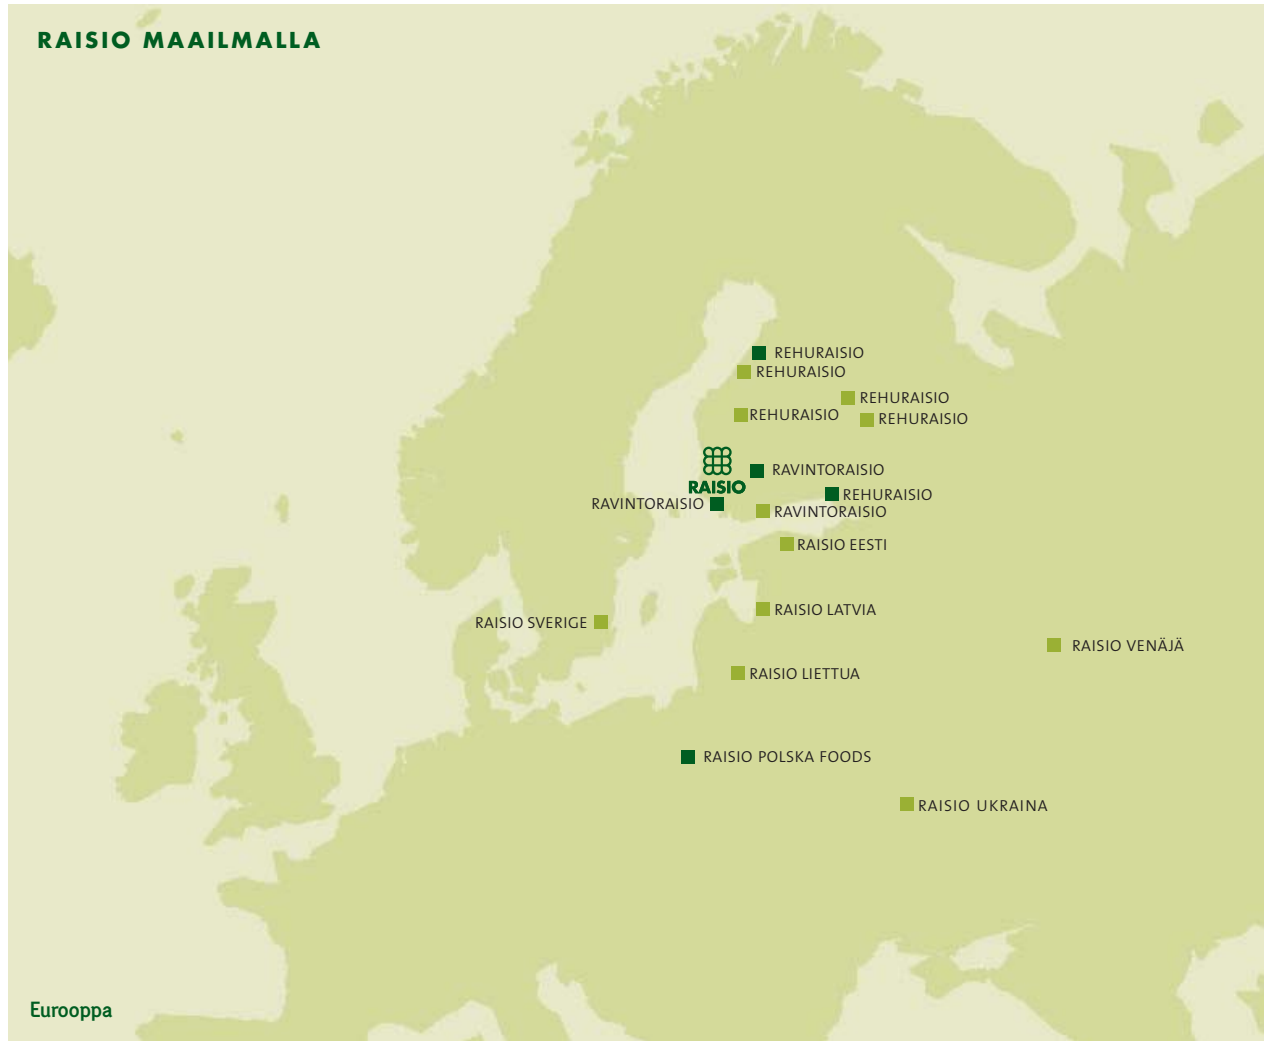 RAISIO MAAILMALLA
REHURAISIO
REHURAISIO
REHURAISIO
REHURAISIO
REHURAISIO
RAVINTORAISIO
RAISIO
REHURAISIO
RAVINTORAISIO
RAVINTORAISIO
RAISIO EESTI
RAISIO LATVIA
RAISIO SVERIGE
RAISIO VENÄJÄ
RAISIO LIETTUA
RAISIO POLSKA FOODS
RAISIO UKRAINA
Eurooppa